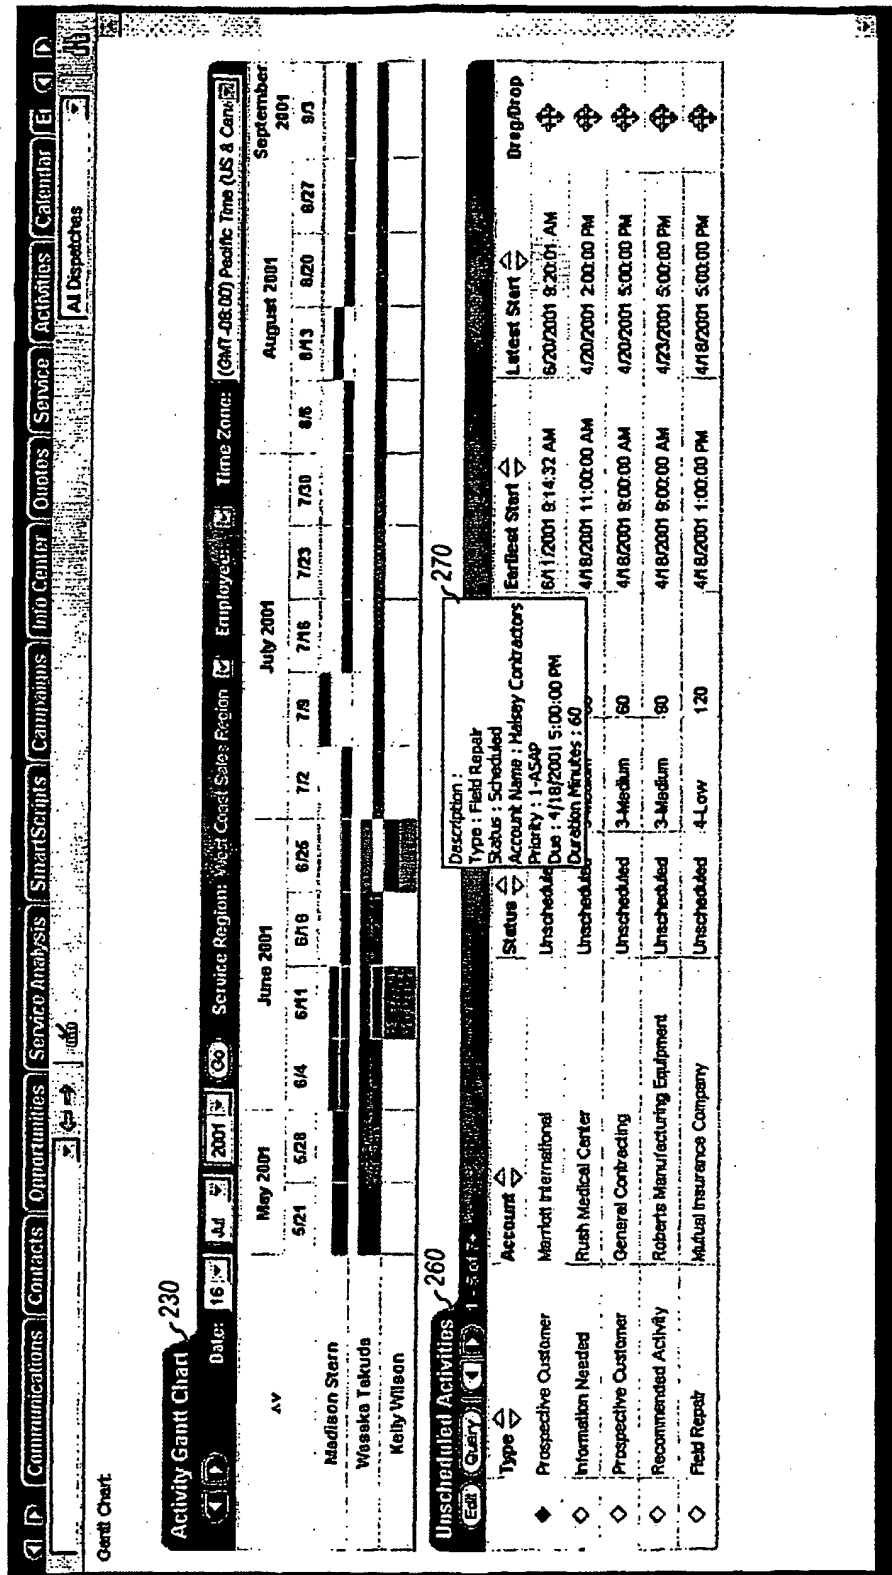 Communications Contacts Opportunities Service Analysis SmartScripts Campaigns Info Center Quotes Service Activities Calendar
All Dispatches
Gantt Chart:
Activity Gantt Chart 230
Date: 16 Jul 2001 Go Service Region: West Coast Sales Region Employee: Time Zone: (GMT-08:00) Pacific Time (US &
May 2001 June 2001 July 2001 August 2001 September 2001
5/21 5/28 6/4 6/11 6/18 6/25 7/2 7/9 7/16 7/23 7/30 8/6 8/13 8/20 8/27 9/3
Madison Stern
Wasaka Takuda
Kelly Wilson
Unscheduled Activities 260
Edit Query 1 - 5 of 7+
270
Description :
Type : Field Repair
Status : Scheduled
Account Name : Halsey Contractors
Priority : 1-ASAP
Due : 4/18/2001 5:00:00 PM
Duration Minutes : 60
Type Account Status Earliest Start Latest Start Drag/Drop
Prospective Customer Marriott International 6/11/2001 9:14:32 AM 6/20/2001 9:20:01 AM
Information Needed Rush Medical Center Unscheduled 4/18/2001 11:00:00 AM 4/20/2001 2:00:00 PM
Prospective Customer General Contracting Unscheduled 3-Medium 60 4/18/2001 9:00:00 AM 4/20/2001 5:00:00 PM
Recommended Activity Roberts Manufacturing Equipment Unscheduled 3-Medium 4/18/2001 9:00:00 AM 4/23/2001 5:00:00 PM
Field Repair Mutual Insurance Company Unscheduled 4-Low 120 4/18/2001 1:00:00 PM 4/18/2001 5:00:00 PM